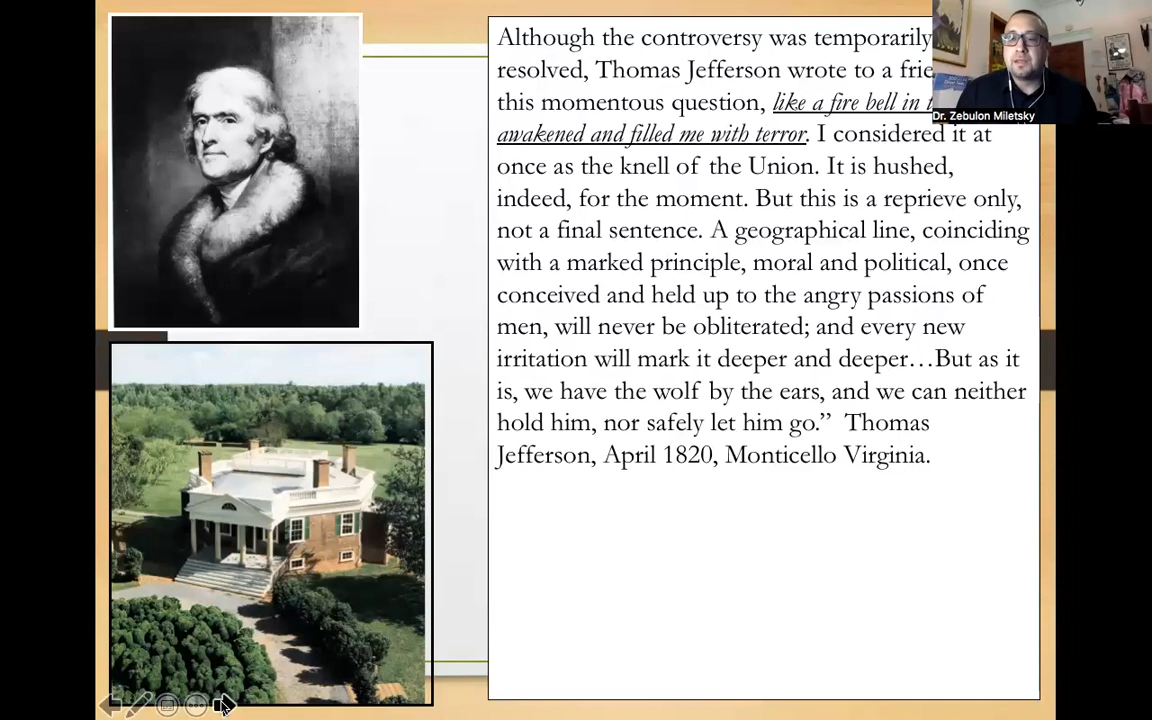 Although the controversy was temporarily
resolved, Thomas Jefferson wrote to a
this momentous question, like a fire bell in
awakened and filled me with terror. I considered it at
once as the knell of the Union. It is hushed,
indeed, for the moment. But this is a reprieve only,
not a final sentence. A geographical line, coinciding
with a marked principle, moral and political, once
conceived and held up to the angry passions of
men, will never be obliterated; and every new
irritation will mark it deeper and deeper…But as it
is, we have the wolf by the ears, and we can neither
hold him, nor safely let him go.” Thomas
Jefferson, April 1820, Monticello Virginia.
Dr. Zebulon Miletsky